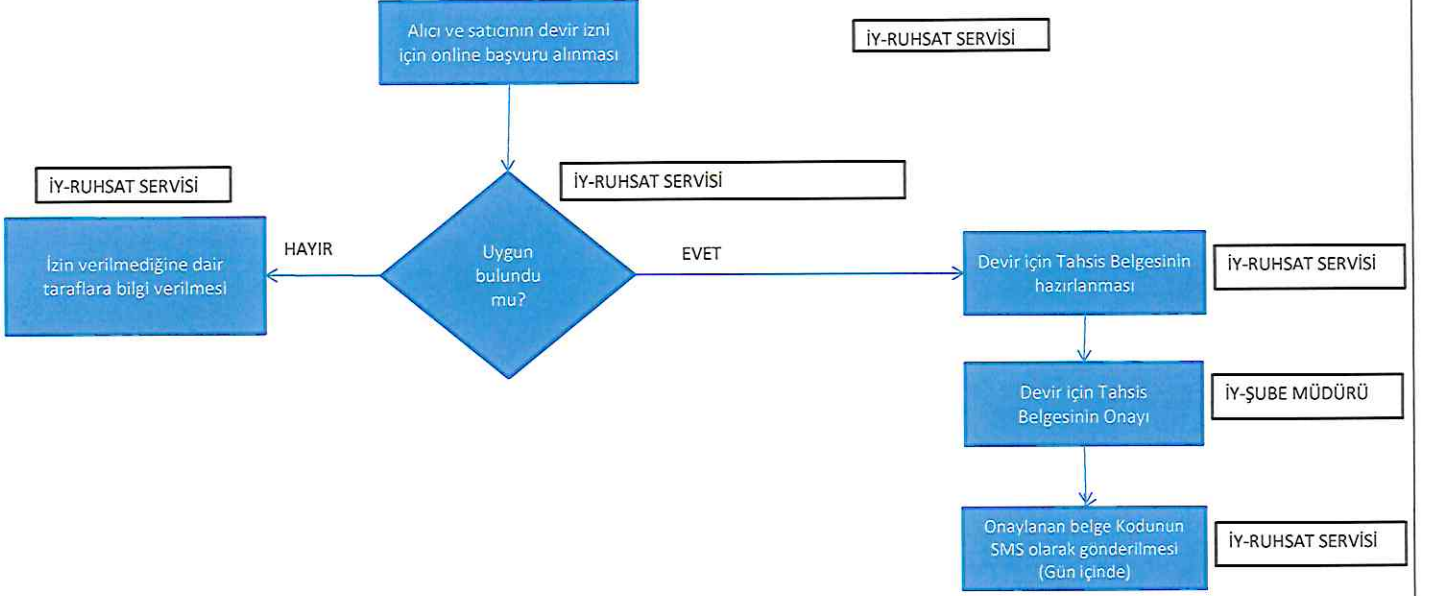 Alıcı ve satıcının devir izni
için online başvuru alınması
İY-RUHSAT SERVİSİ
İY-RUHSAT SERVİSİ
İY-RUHSAT SERVİSİ
İzin verilmediğine dair
taraflara bilgi verilmesi
HAYIR
Uygun
bulundu
mu?
EVET
Devir için Tahsis Belgesinin
hazırlanması
İY-RUHSAT SERVİSİ
Devir için Tahsis
Belgesinin Onayı
İY-ŞUBE MÜDÜRÜ
Onaylanan belge Kodunun
SMS olarak gönderilmesi
(Gün içinde)
İY-RUHSAT SERVİSİ